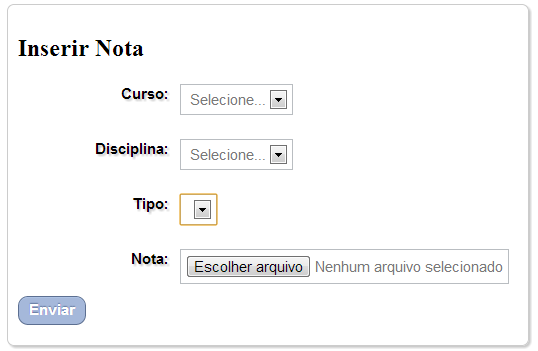 Inserir Nota
Curso: Selecione...
Disciplina: Selecione...
Tipo:
Nota: Escolher arquivo Nenhum arquivo selecionado
Enviar